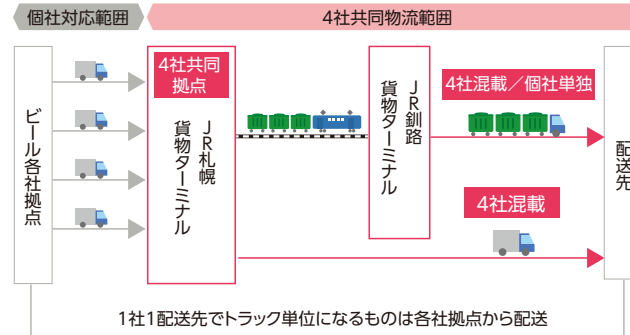 個社対応範囲
4社共同物流範囲
ビール各社拠点
4社共同
拠点
JR札幌
貨物ターミナル
JR釧路
貨物ターミナル
4社混載／個社単独
4社混載
配送先
1社1配送先でトラック単位になるものは各社拠点から配送